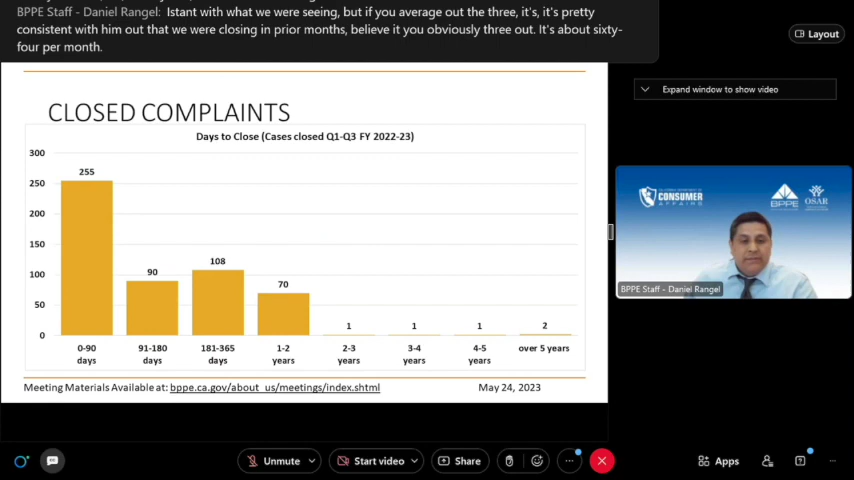 BPPE Staff - Daniel Rangel: Istant with what we were seeing, but if you average out the three, it's, it's pretty
consistent with him out that we were closing in prior months, believe it you obviously three out. It's about sixty-
four per month.
Layout
Expand window to show video
CLOSED COMPLAINTS
Days to Close (Cases closed Q1-Q3 FY 2022-23)
300
250
200
150
100
50
0
255
90
108
70
1
1
1
2
0-90
days
91-180
days
181-365
days
1-2
years
2-3
years
3-4
years
4-5
years
over 5 years
Meeting Materials Available at: bppe.ca.gov/about_us/meetings/index.shtml
May 24, 2023
CONSUMER
AFFAIRS
BPPE
OSAR
BPPE Staff - Daniel Rangel
Unmute
Start video
Share
Apps